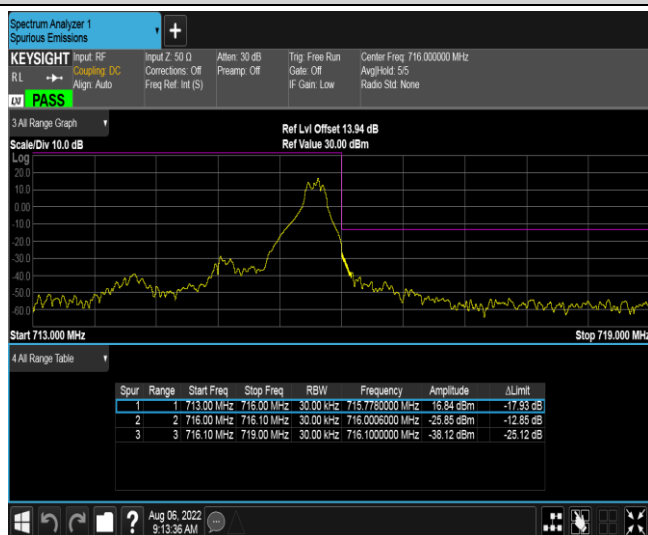 Spectrum Analyzer 1
Spurious Emissions
KEYSIGHT
Input: RF
Coupling: DC
Align: Auto
R L
LXI
PASS
Input Z: 50 Ω
Corrections: Off
Freq Ref: Int (S)
Atten: 30 dB
Preamp: Off
Trig: Free Run
Gate: Off
IF Gain: Low
Center Freq: 716.000000 MHz
Avg|Hold: 5/5
Radio Std: None
3 All Range Graph
Scale/Div 10.0 dB
Ref Lvl Offset 13.94 dB
Ref Value 30.00 dBm
Log
20.0
10.0
0.00
-10.0
-20.0
-30.0
-40.0
-50.0
-60.0
Start 713.000 MHz
Stop 719.000 MHz
4 All Range Table
Spur Range Start Freq Stop Freq RBW Frequency Amplitude ΔLimit
1 1 713.00 MHz 716.00 MHz 30.00 kHz 715.7780000 MHz 16.84 dBm -17.93 dB
2 2 716.00 MHz 716.10 MHz 30.00 kHz 716.0006000 MHz -25.85 dBm -12.85 dB
3 3 716.10 MHz 719.00 MHz 30.00 kHz 716.1000000 MHz -38.12 dBm -25.12 dB
?
Aug 06, 2022
9:13:36 AM